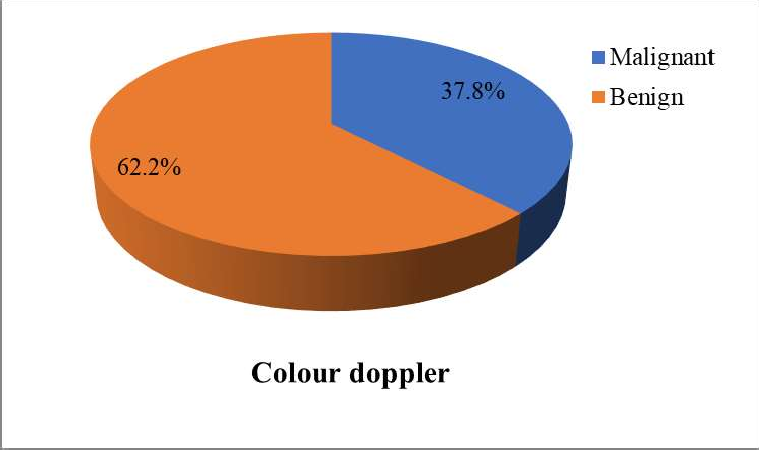 Malignant
Benign
37.8%
62.2%
Colour doppler